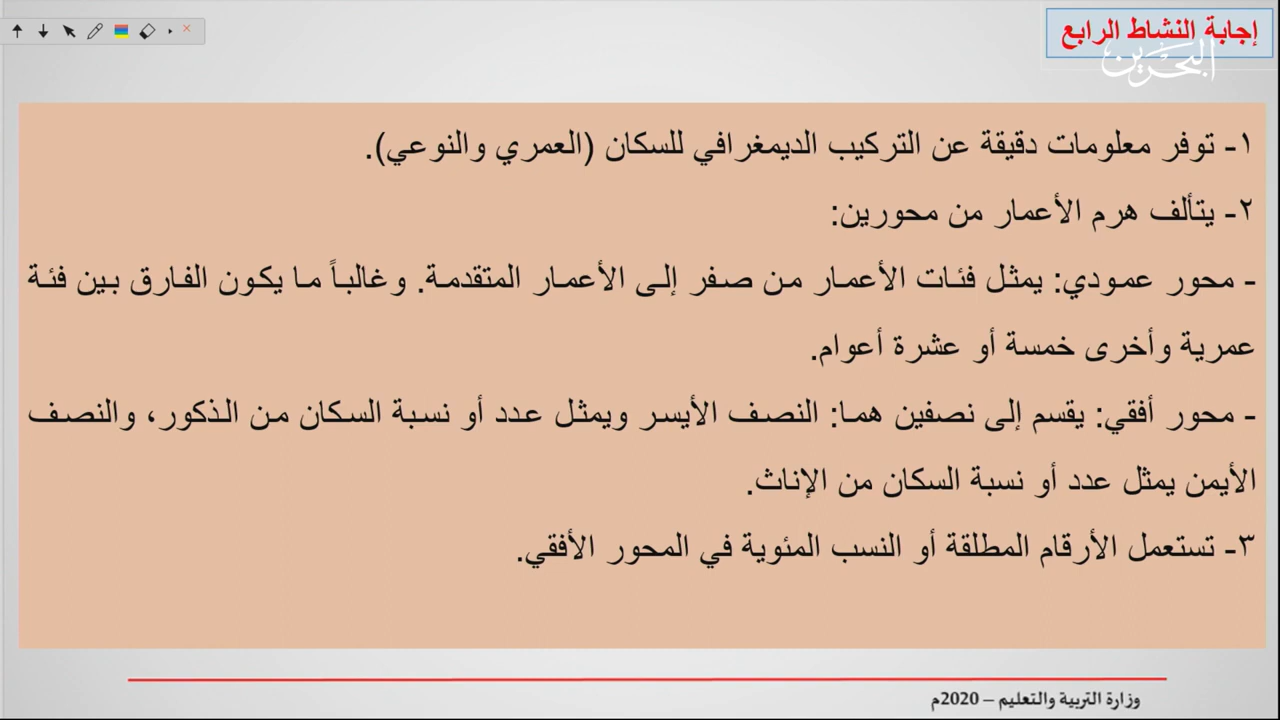 إجابة النشاط الرابع
البحرين
١- توفر معلومات دقيقة عن التركيب الديمغرافي للسكان (العمري والنوعي).
٢- يتألف هرم الأعمار من محورين:
- محور عمودي: يمثل فئات الأعمار من صفر إلى الأعمار المتقدمة. وغالباً ما يكون الفارق بين فئة
عمرية وأخرى خمسة أو عشرة أعوام.
- محور أفقي: يقسم إلى نصفين هما: النصف الأيسر ويمثل عدد أو نسبة السكان من الذكور، والنصف
الأيمن يمثل عدد أو نسبة السكان من الإناث.
٣- تستعمل الأرقام المطلقة أو النسب المئوية في المحور الأفقي.
وزارة التربية والتعليم – 2020م